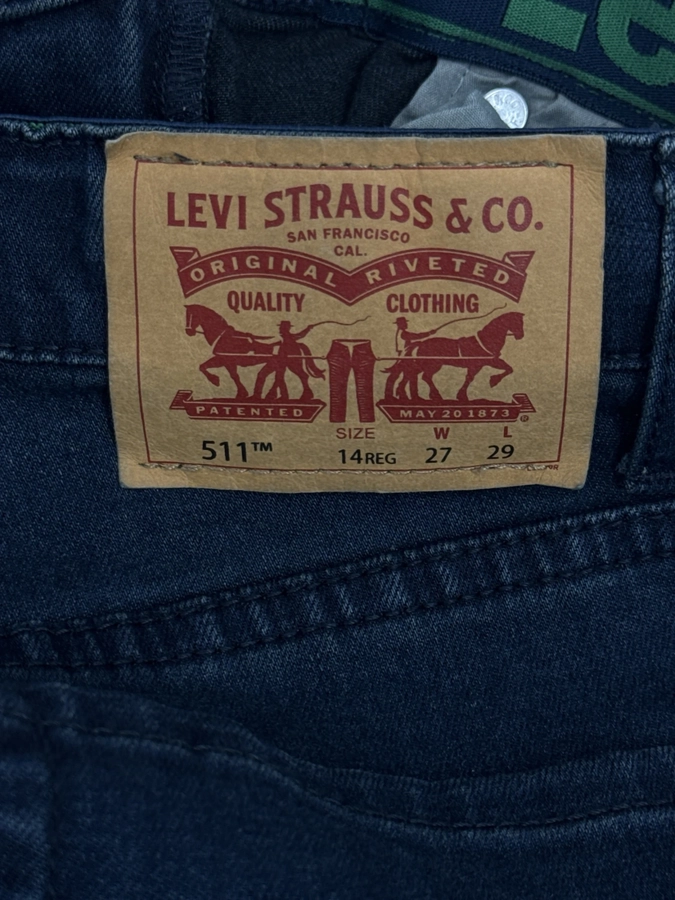 LEVI STRAUSS & CO.
SAN FRANCISCO
CAL.
ORIGINAL RIVETED
QUALITY CLOTHING
PATENTED MAY 20 1873 ®
SIZE W L
511™ 14REG 27 29